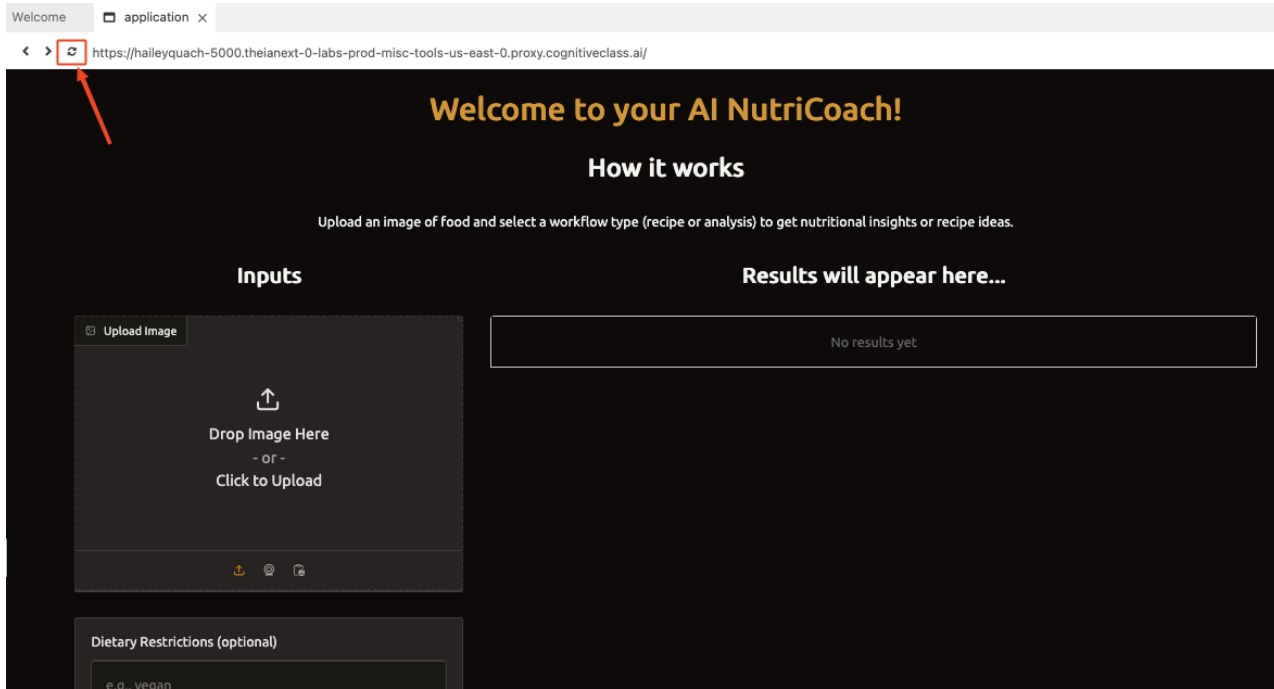 Welcome
application
https://haileyquach-5000.theianext-0-labs-prod-misc-tools-us-east-0.proxy.cognitiveclass.ai/
Welcome to your AI NutriCoach!
How it works
Upload an image of food and select a workflow type (recipe or analysis) to get nutritional insights or recipe ideas.
Inputs
Results will appear here...
Upload Image
No results yet
Drop Image Here
- or -
Click to Upload
Dietary Restrictions (optional)
e.g., vegan